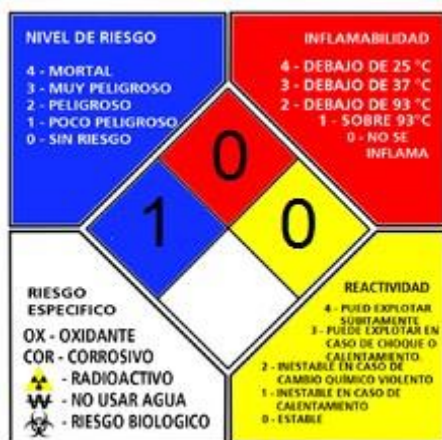 NIVEL DE RIESGO
4 - MORTAL
3 - MUY PELIGROSO
2 - PELIGROSO
1 - POCO PELIGROSO
0 - SIN RIESGO
INFLAMABILIDAD
4 - DEBAJO DE 25 °C
3 - DEBAJO DE 37 °C
2 - DEBAJO DE 93 °C
1 - SOBRE 93°C
0 - NO SE
INFLAMA
0
1
0
RIESGO
ESPECIFICO
OX - OXIDANTE
COR - CORROSIVO
- RADIOACTIVO
W - NO USAR AGUA
- RIESGO BIOLOGICO
REACTIVIDAD
4 - PUED EXPLOTAR
SÚBITAMENTE
3 - PUEDE EXPLOTAR EN
CASO DE CHOQUE O
CALENTAMIENTO.
2 - INESTABLE EN CASO DE
CAMBIO QUÍMICO VIOLENTO
1 - INESTABLE EN CASO DE
CALENTAMIENTO
0 - ESTABLE